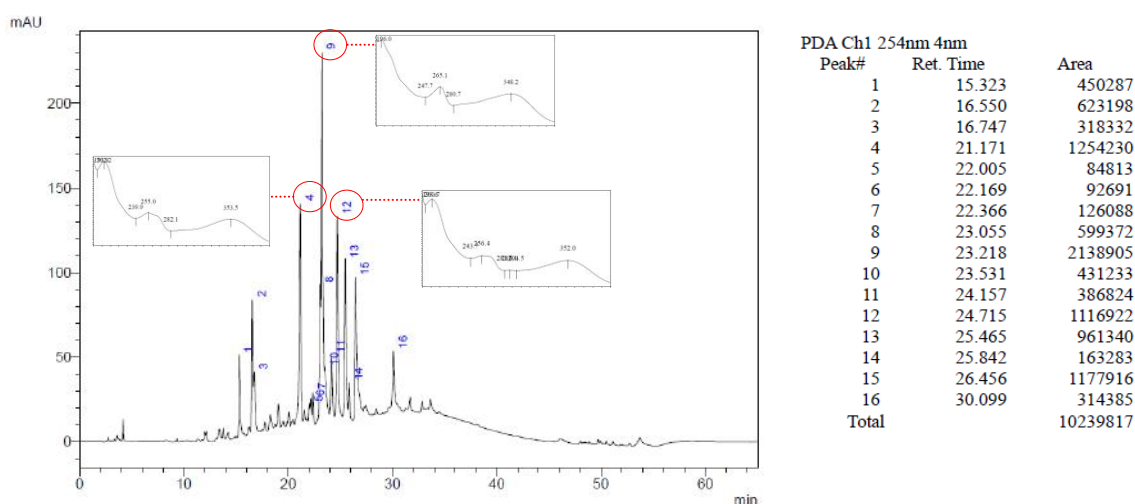 mAU
200
150
100
50
0
0
10
20
30
40
50
60
min
1
2
3
4
8
9
10
11
12
13
14
15
16
247.7
265.1
280.7
348.2
239.9
255.0
282.1
353.5
256.4
352.0
PDA Ch1 254nm 4nm
Peak# Ret. Time Area
1 15.323 450287
2 16.550 623198
3 16.747 318332
4 21.171 1254230
5 22.005 84813
6 22.169 92691
7 22.366 126088
8 23.055 599372
9 23.218 2138905
10 23.531 431233
11 24.157 386824
12 24.715 1116922
13 25.465 961340
14 25.842 163283
15 26.456 1177916
16 30.099 314385
Total 10239817